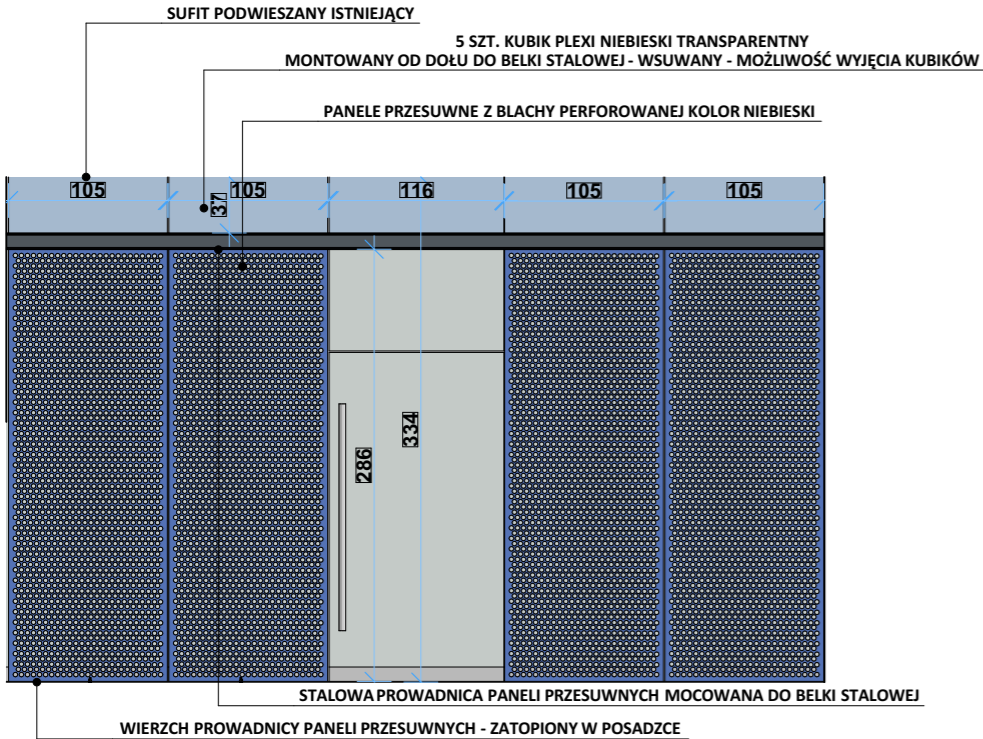 SUFIT PODWIESZANY ISTNIEJĄCY
5 SZT. KUBIK PLEXI NIEBIESKI TRANSPARENTNY
MONTOWANY OD DOŁU DO BELKI STALOWEJ - WSUWANY - MOŻLIWOŚĆ WYJĘCIA KUBIKÓW
PANELE PRZESUWNE Z BLACHY PERFOROWANEJ KOLOR NIEBIESKI
105
105
116
105
105
37
334
286
STALOWA PROWADNICA PANELI PRZESUWNYCH MOCOWANA DO BELKI STALOWEJ
WIERZCH PROWADNICY PANELI PRZESUWNYCH - ZATOPIONY W POSADZCE